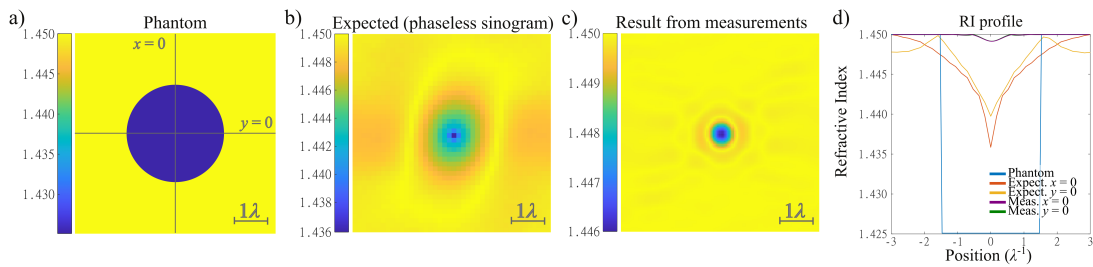 a) Phantom
1.450
1.445
1.440
1.435
1.430
x = 0
y = 0
1λ
b) Expected (phaseless sinogram)
1.450
1.448
1.446
1.444
1.442
1.440
1.438
1.436
1λ
c) Result from measurements
1.450
1.449
1.448
1.447
1.446
1λ
d) RI profile
Refractive Index
1.450
1.445
1.440
1.435
1.430
1.425
Phantom
Expect. x = 0
Expect. y = 0
Meas. x = 0
Meas. y = 0
-3 -2 -1 0 1 2 3
Position (λ⁻¹)